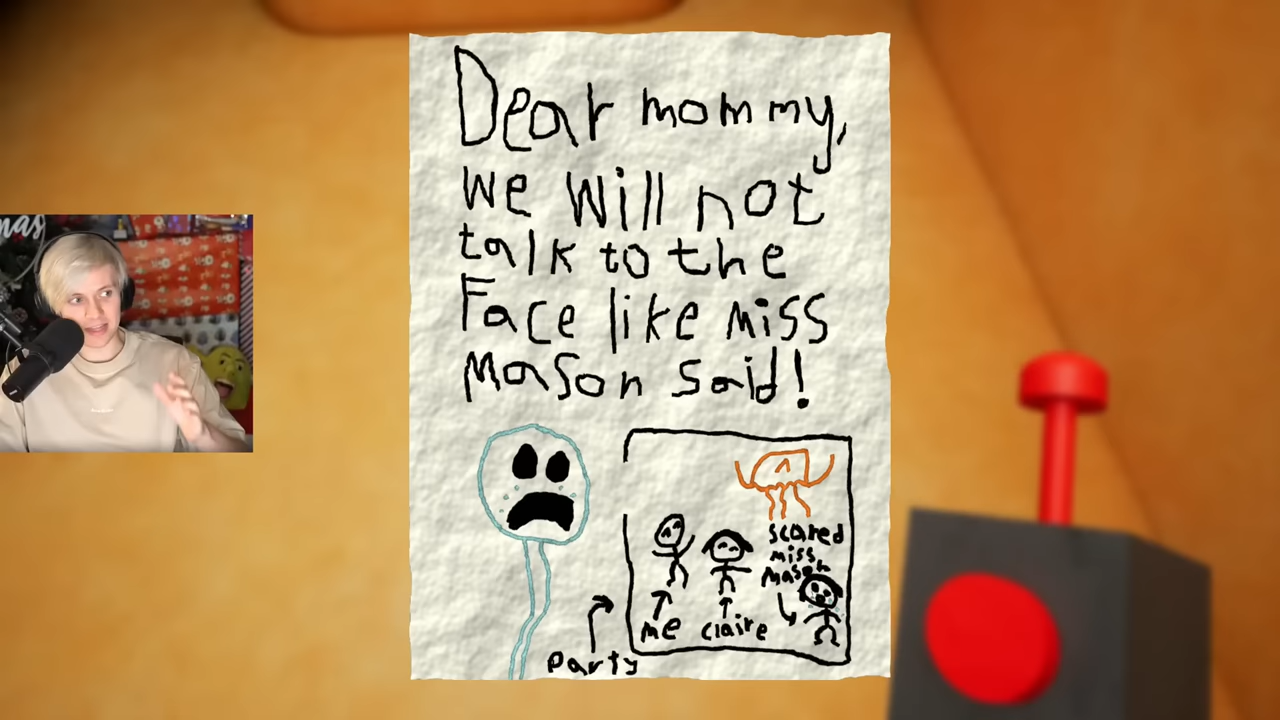 Dear mommy,
we will not
talk to the
Face like Miss
Mason said!
scared
miss
Mason
me claire
Party
mas